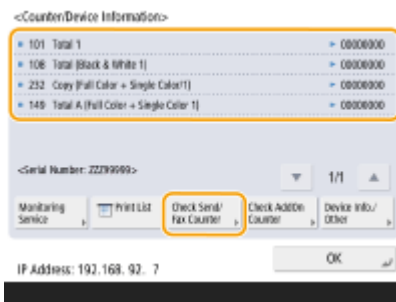 <Counter/Device Information>
101 Total 1 00000000
108 Total (Black & White 1) 00000000
232 Copy (Full Color + Single Color/1) 00000000
149 Total A (Full Color + Single Color 1) 00000000
<Serial Number: ZZZ99999>
1/1
Monitoring Service
Print List
Check Send/ Fax Counter
Check AddOn Counter
Device Info./ Other
OK
IP Address: 192.168. 92. 7